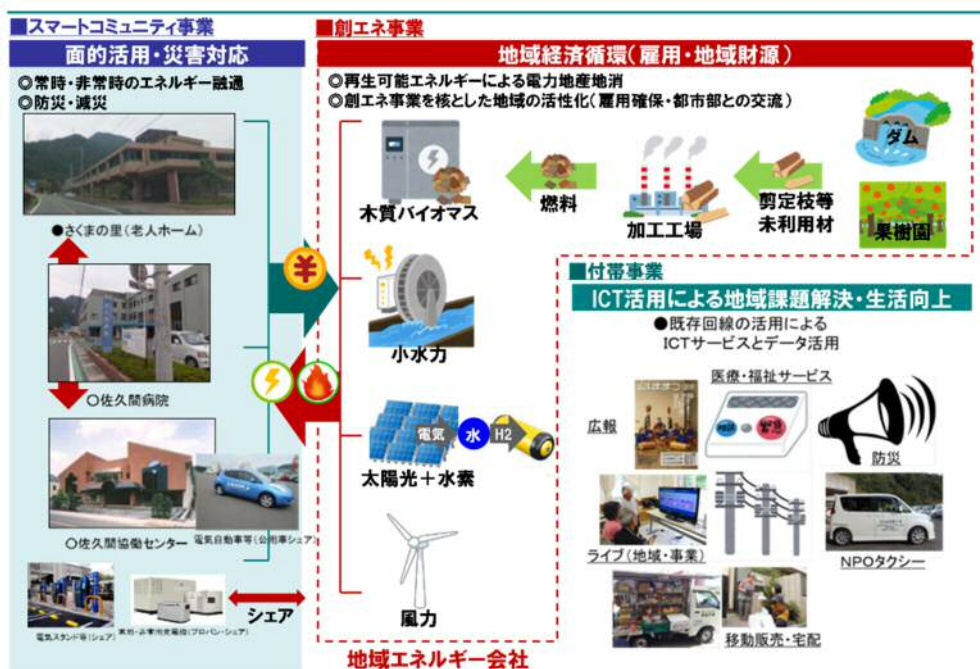 ■スマートコミュニティ事業
面的活用・災害対応
◎常時・非常時のエネルギー融通
◎防災・減災
●さくまの里(老人ホーム)
○佐久間病院
○佐久間協働センター
電気自動車等(公用車シェア)
電気スタンド等(シェア)
シェア
¥
■創エネ事業
地域経済循環(雇用・地域財源)
◎再生可能エネルギーによる電力地産地消
◎創エネ事業を核とした地域の活性化(雇用確保・都市部との交流)
木質バイオマス
燃料
加工工場
剪定枝等
未利用材
ダム
果樹園
小水力
電気
水
H2
太陽光+水素
風力
地域エネルギー会社
■付帯事業
ICT活用による地域課題解決・生活向上
●既存回線の活用による
ICTサービスとデータ活用
医療・福祉サービス
広報
緊急
防災
ライブ(地域・事業)
NPOタクシー
移動販売・宅配